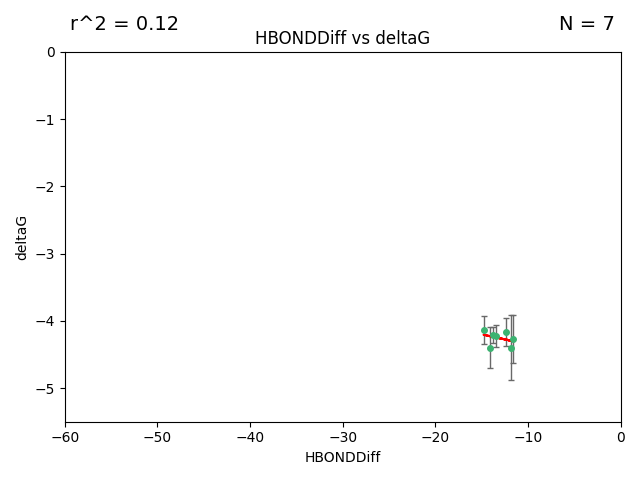 r^2 = 0.12
N = 7
HBONDDiff vs deltaG
0
−1
−2
−3
−4
−5
deltaG
−60 −50 −40 −30 −20 −10 0
HBONDDiff